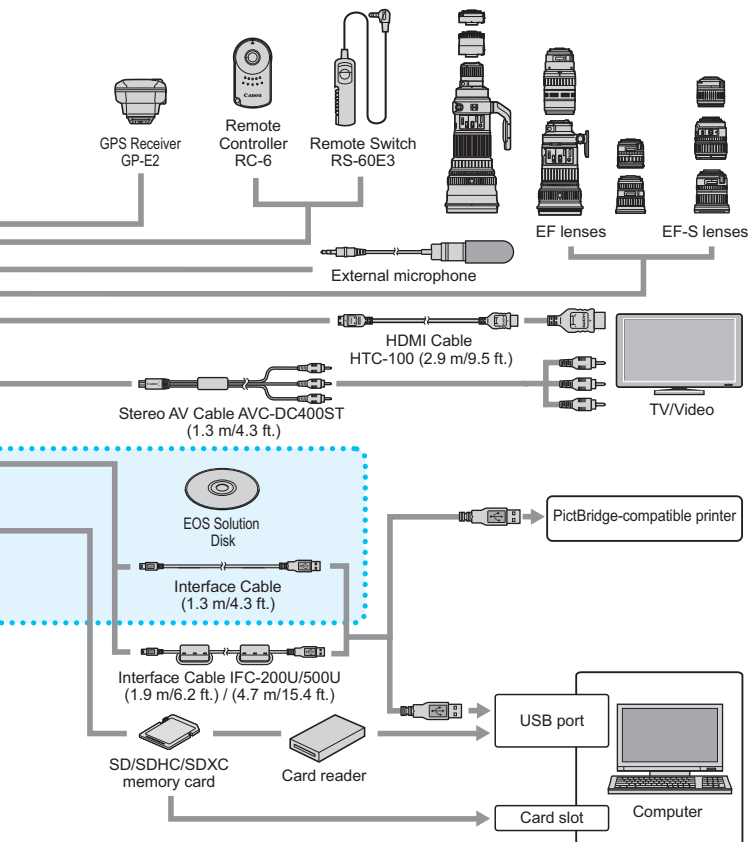 Canon
GPS Receiver
GP-E2
Remote
Controller
RC-6
Remote Switch
RS-60E3
EF lenses
EF-S lenses
External microphone
HDMI Cable
HTC-100 (2.9 m/9.5 ft.)
Stereo AV Cable AVC-DC400ST
(1.3 m/4.3 ft.)
TV/Video
EOS Solution
Disk
Interface Cable
(1.3 m/4.3 ft.)
PictBridge-compatible printer
Interface Cable IFC-200U/500U
(1.9 m/6.2 ft.) / (4.7 m/15.4 ft.)
USB port
SD/SDHC/SDXC
memory card
Card reader
Card slot
Computer